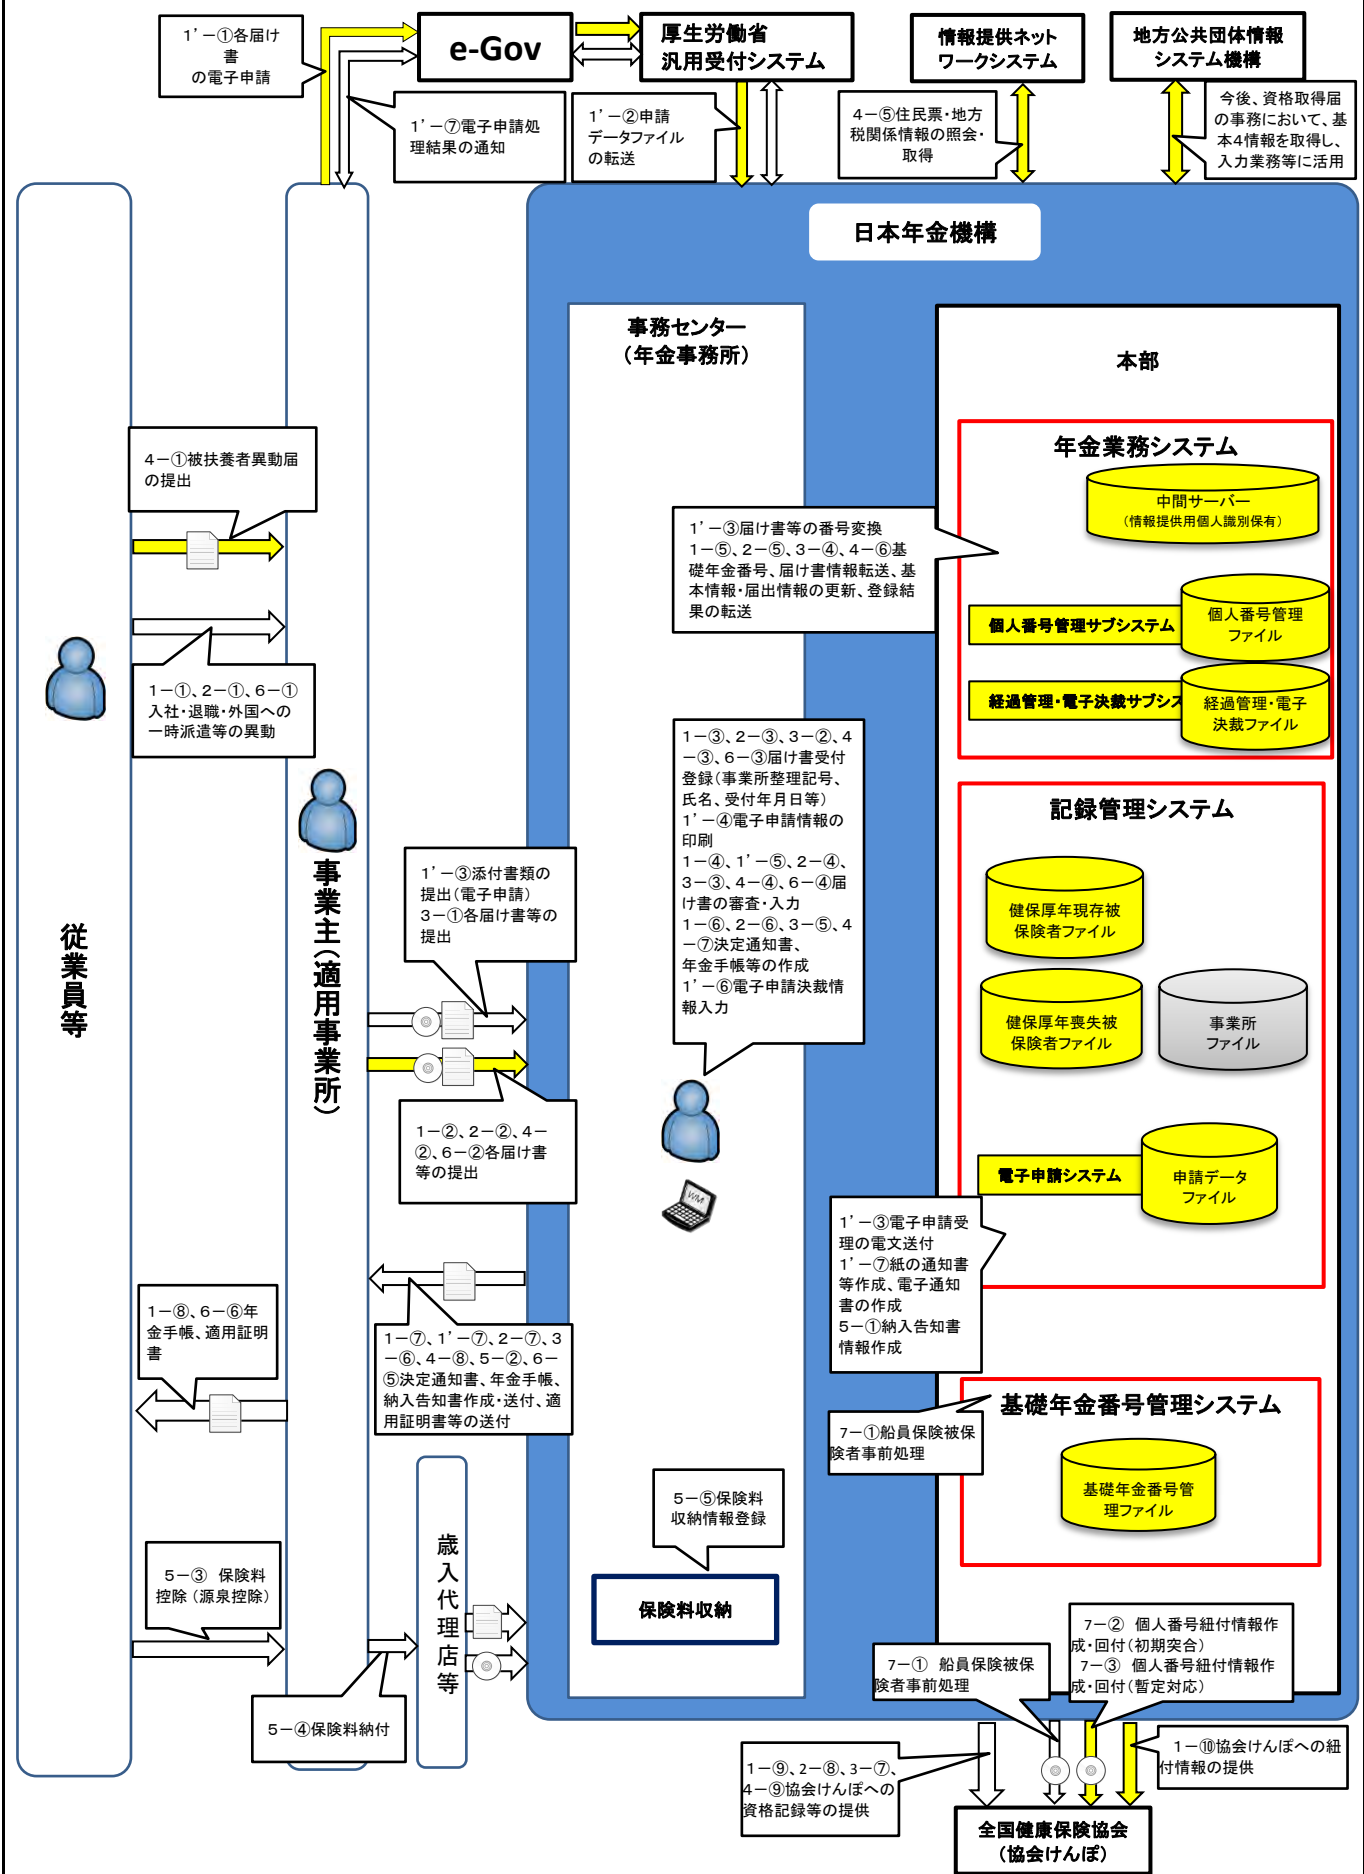 1’－①各届け
書
の電子申請
e-Gov
厚生労働省
汎用受付システム
情報提供ネット
ワークシステム
地方公共団体情報
システム機構
1’－⑦電子申請処
理結果の通知
1’－②申請
データファイル
の転送
4－⑤住民票・地方
税関係情報の照会・
取得
今後、資格取得届
の事務において、基
本4情報を取得し、
入力業務等に活用
日本年金機構
事務センター
(年金事務所)
本部
4－①被扶養者異動届
の提出
年金業務システム
中間サーバー
(情報提供用個人識別保有)
1’－③届け書等の番号変換
1－⑤、2－⑤、3－④、4－⑥基
礎年金番号、届け書情報転送、基
本情報・届出情報の更新、登録結
果の転送
個人番号管理サブシステム
個人番号管理
ファイル
経過管理・電子決裁サブシス
経過管理・電子
決裁ファイル
1－①、2－①、6－①
入社・退職・外国への
一時派遣等の異動
1－③、2－③、3－②、4
－③、6－③届け書受付
登録(事業所整理記号、
氏名、受付年月日等)
1’－④電子申請情報の
印刷
1－④、1’－⑤、2－④、
3－③、4－④、6－④届
け書の審査・入力
1－⑥、2－⑥、3－⑤、4
－⑦決定通知書、
年金手帳等の作成
1’－⑥電子申請決裁情
報入力
記録管理システム
健保厚年現存被
保険者ファイル
健保厚年喪失被
保険者ファイル
事業所
ファイル
従業員等
事業主(適用事業所)
1’－③添付書類の
提出(電子申請)
3－①各届け書等の
提出
1－②、2－②、4－
②、6－②各届け書
等の提出
電子申請システム
申請データ
ファイル
1’－③電子申請受
理の電文送付
1’－⑦紙の通知書
等作成、電子通知
書の作成
5－①納入告知書
情報作成
1－⑧、6－⑥年
金手帳、適用証明
書
1－⑦、1’－⑦、2－⑦、3
－⑥、4－⑧、5－②、6－
⑤決定通知書、年金手帳、
納入告知書作成・送付、適
用証明書等の送付
基礎年金番号管理システム
7－①船員保険被保
険者事前処理
基礎年金番号管
理ファイル
5－⑤保険料
収納情報登録
保険料収納
歳入代理店等
5－③ 保険料
控除(源泉控除)
5－④保険料納付
7－① 船員保険被保
険者事前処理
7－② 個人番号紐付情報作
成・回付(初期突合)
7－③ 個人番号紐付情報作
成・回付(暫定対応)
1－⑨、2－⑧、3－⑦、
4－⑨協会けんぽへの
資格記録等の提供
1－⑩協会けんぽへの紐
付情報の提供
全国健康保険協会
(協会けんぽ)